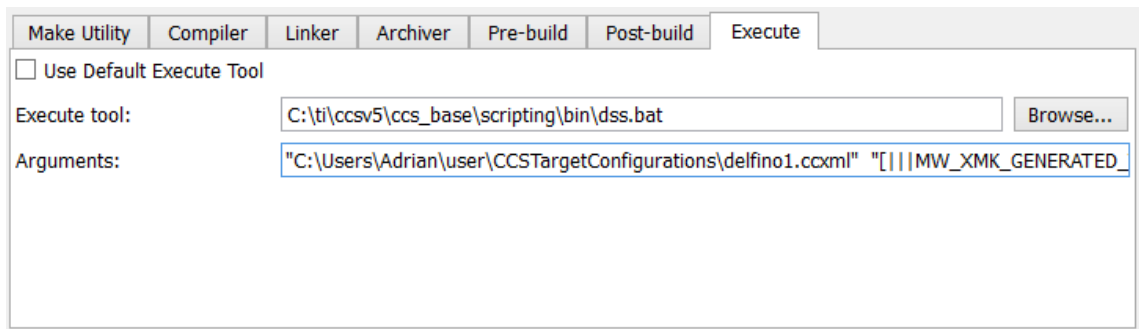 Make Utility Compiler Linker Archiver Pre-build Post-build Execute
Use Default Execute Tool
Execute tool: C:\ti\ccsv5\ccs_base\scripting\bin\dss.bat Browse...
Arguments: "C:\Users\Adrian\user\CCSTargetConfigurations\delfino1.ccxml" "[|||MW_XMK_GENERATED_